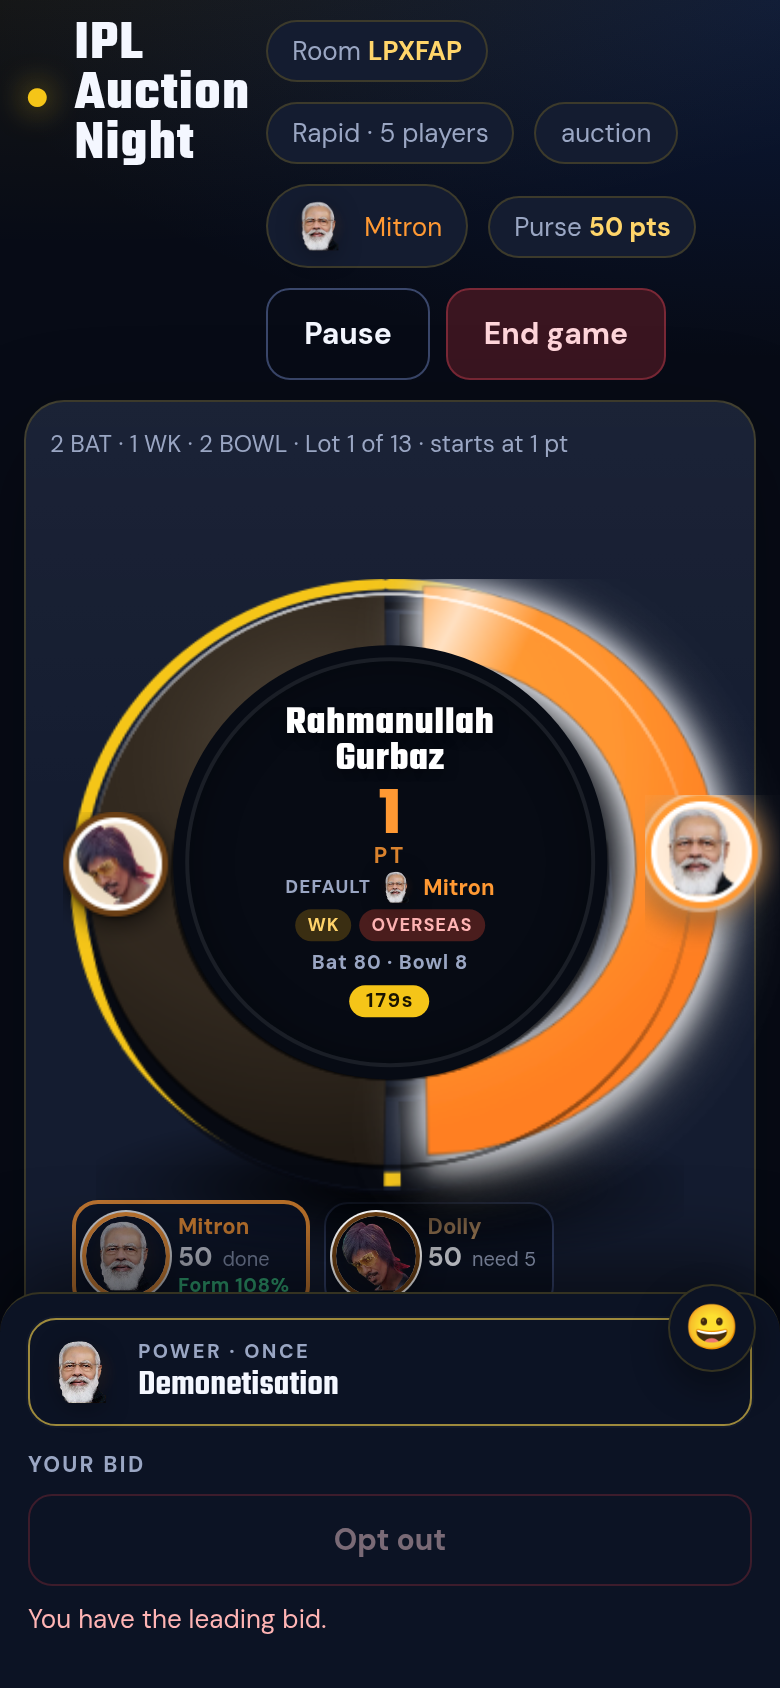 IPL
Auction
Night
Room LPXFAP
Rapid · 5 players
auction
Mitron
Purse 50 pts
Pause
End game
2 BAT · 1 WK · 2 BOWL · Lot 1 of 13 · starts at 1 pt
Rahmanullah
Gurbaz
1
PT
DEFAULT Mitron
WK OVERSEAS
Bat 80 · Bowl 8
179s
Mitron
50 done
Form 108%
Dolly
50 need 5
POWER · ONCE
Demonetisation
YOUR BID
Opt out
You have the leading bid.